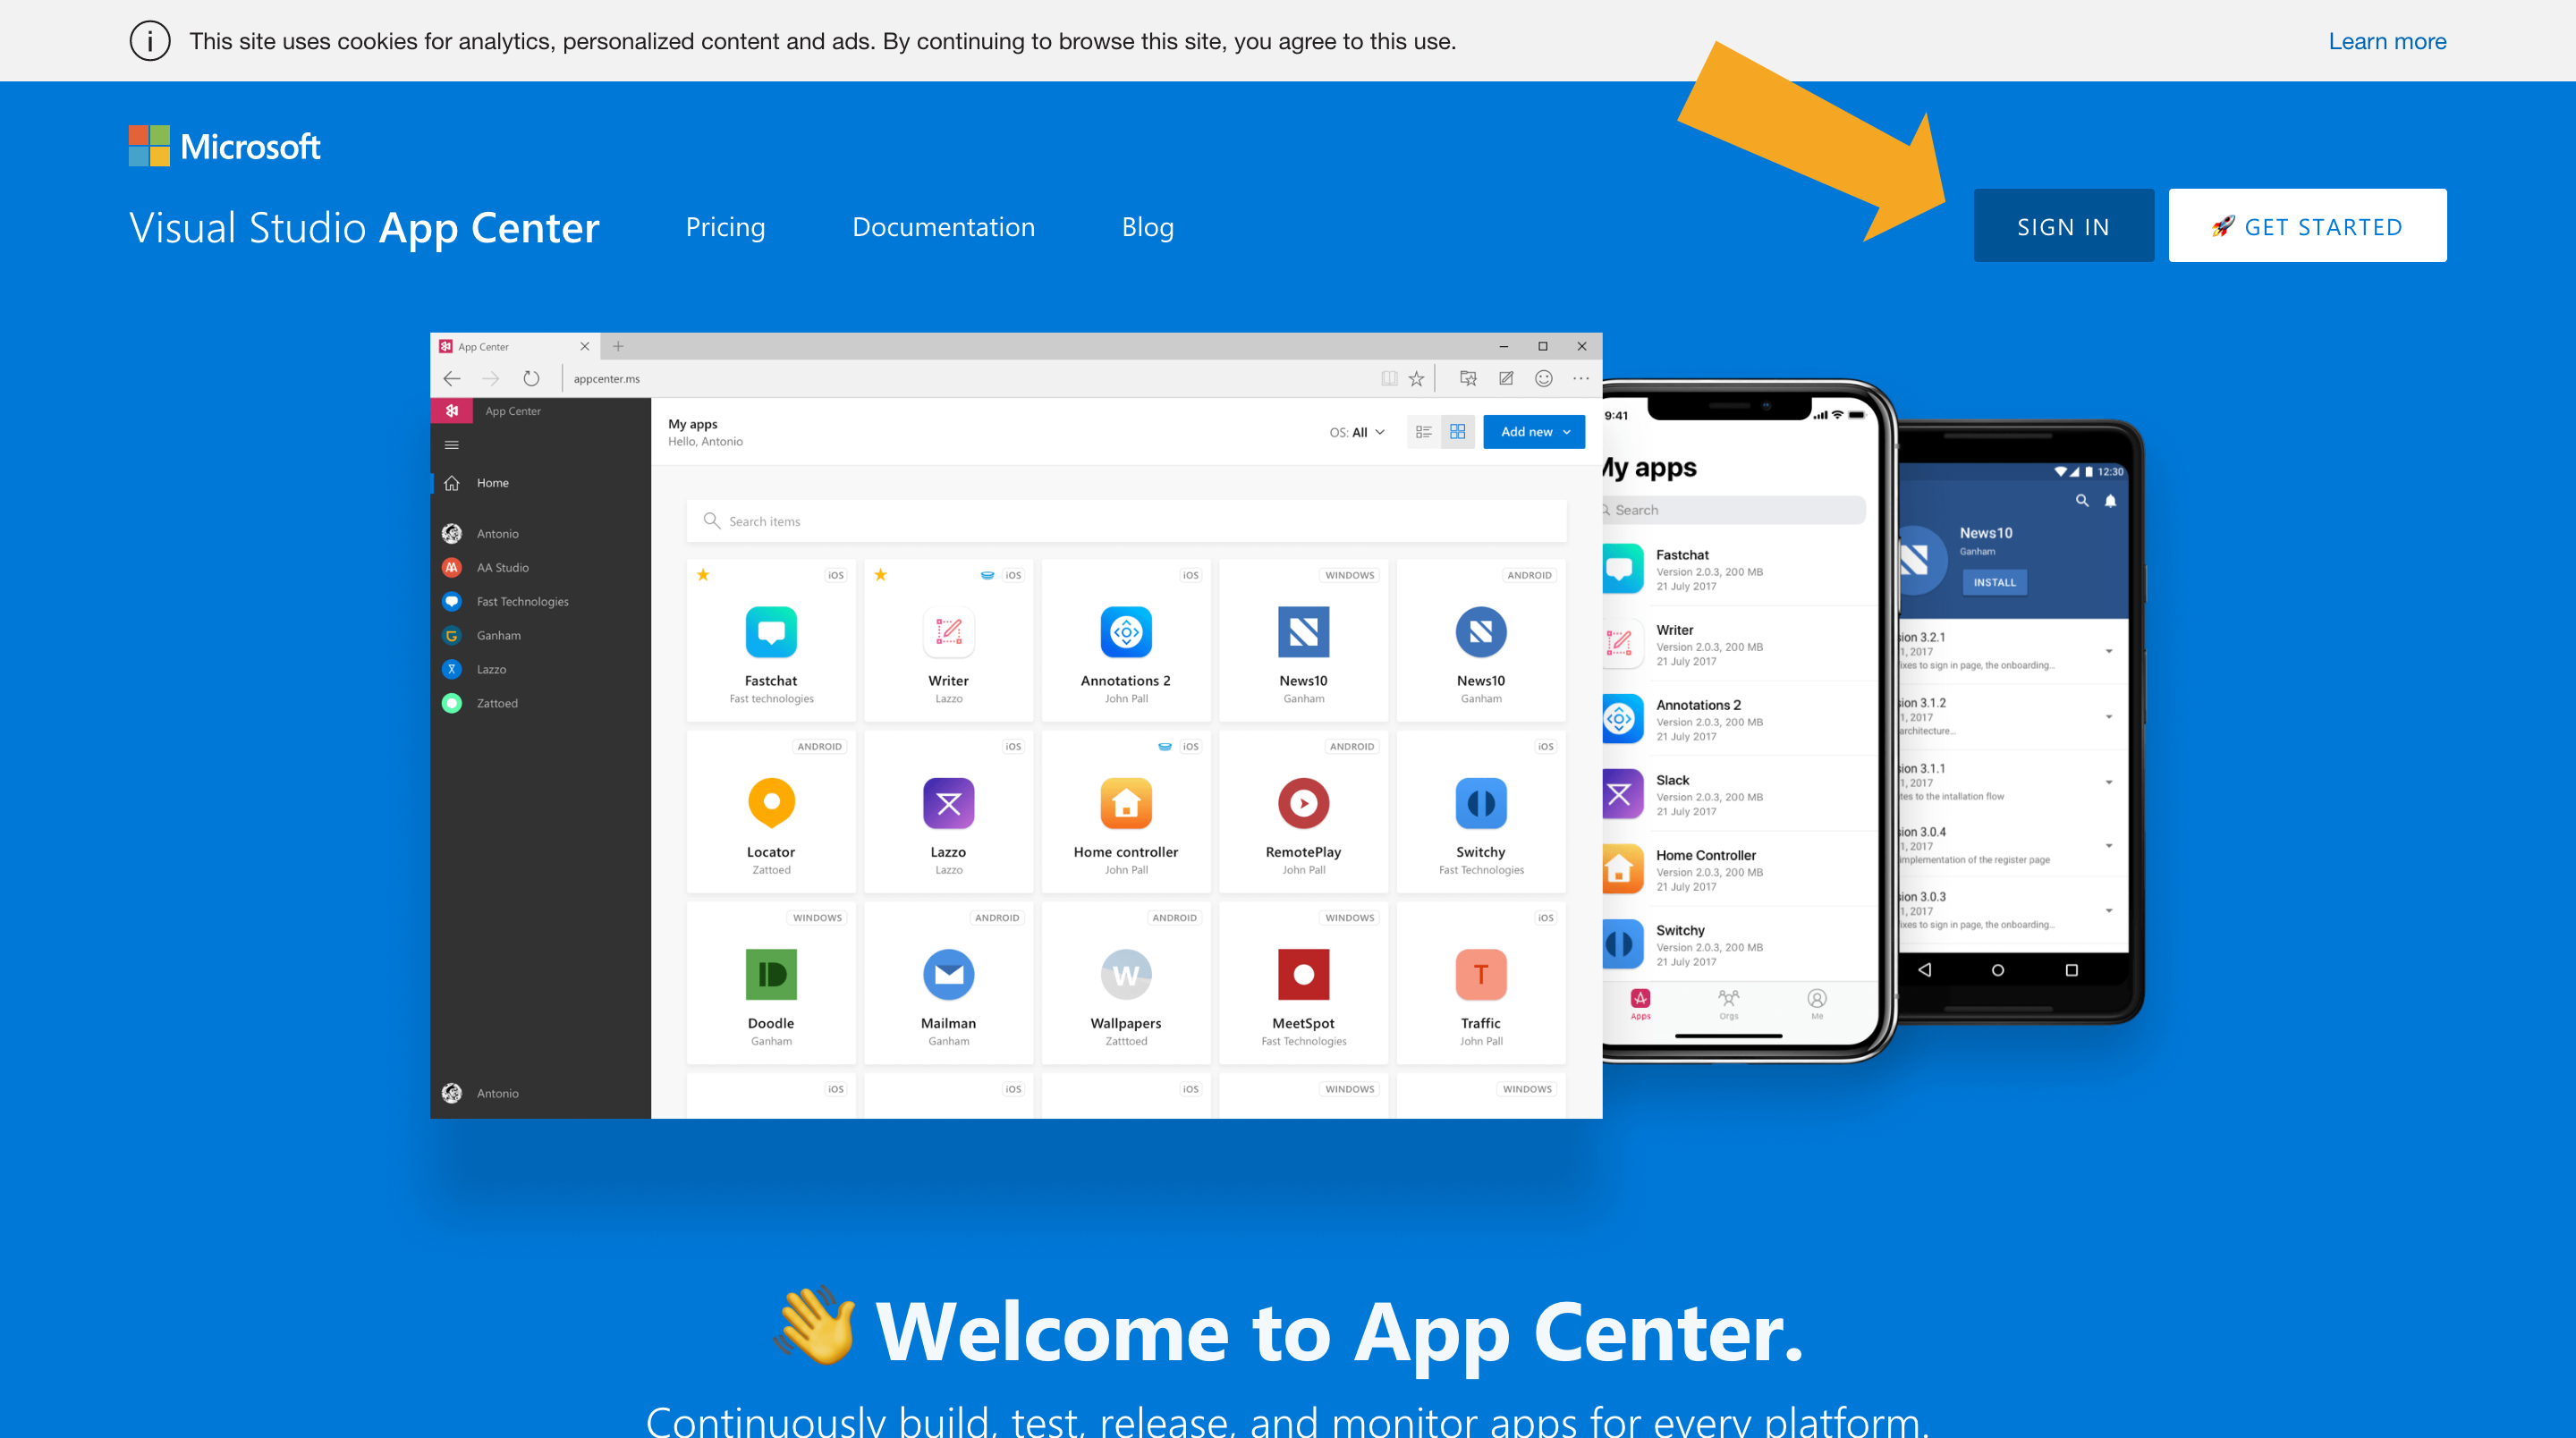 This site uses cookies for analytics, personalized content and ads. By continuing to browse this site, you agree to this use.
Learn more
Microsoft
Visual Studio App Center
Pricing
Documentation
Blog
SIGN IN
GET STARTED
App Center
appcenter.ms
App Center
Home
Antonio
AA Studio
Fast Technologies
Ganham
Lazzo
Zattoed
Antonio
My apps
Hello, Antonio
OS: All
Add new
Search items
iOS
Fastchat
Fast technologies
iOS
Writer
Lazzo
iOS
Annotations 2
John Pall
WINDOWS
News10
Ganham
ANDROID
News10
Ganham
ANDROID
Locator
Zattoed
iOS
Lazzo
Lazzo
iOS
Home controller
John Pall
ANDROID
RemotePlay
John Pall
iOS
Switchy
Fast Technologies
WINDOWS
Doodle
Ganham
ANDROID
Mailman
Ganham
ANDROID
W
Wallpapers
Zatttoed
WINDOWS
MeetSpot
Fast Technologies
iOS
T
Traffic
John Pall
iOS
iOS
iOS
WINDOWS
WINDOWS
9:41
My apps
Search
Fastchat
Version 2.0.3, 200 MB
21 July 2017
Writer
Version 2.0.3, 200 MB
21 July 2017
Annotations 2
Version 2.0.3, 200 MB
21 July 2017
Slack
Version 2.0.3, 200 MB
21 July 2017
Home Controller
Version 2.0.3, 200 MB
21 July 2017
Switchy
Version 2.0.3, 200 MB
21 July 2017
Apps
Orgs
Me
12:30
News10
Ganham
INSTALL
sion 3.2.1
1, 2017
ixes to sign in page, the onboarding...
sion 3.1.2
1, 2017
architecture...
sion 3.1.1
1, 2017
tes to the intallation flow
sion 3.0.4
1, 2017
implementation of the register page
sion 3.0.3
1, 2017
ixes to sign in page, the onboarding...
Welcome to App Center.
Continuously build, test, release, and monitor apps for every platform.